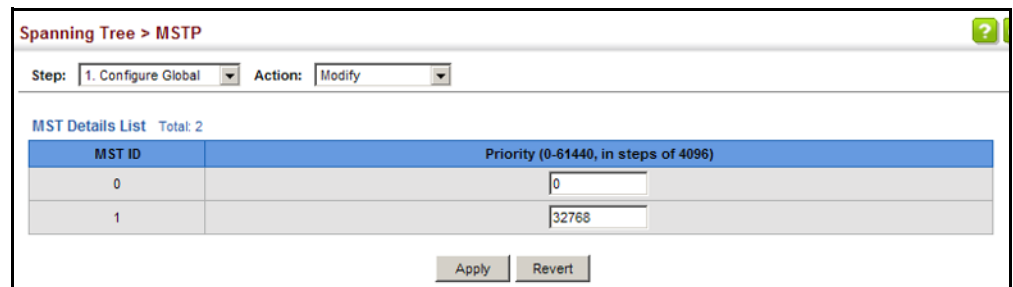 Spanning Tree > MSTP ?
Step: 1. Configure Global Action: Modify
MST Details List Total: 2
MST ID Priority (0-61440, in steps of 4096)
0 0
1 32768
Apply Revert